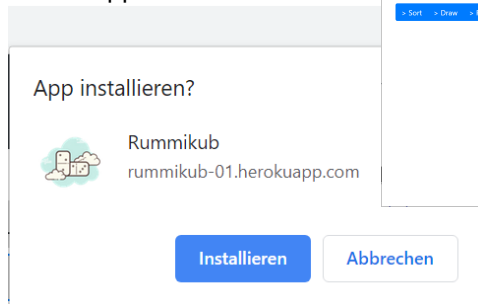 > Sort > Draw >
App installieren?
Rummikub
rummikub-01.herokuapp.com
Installieren
Abbrechen